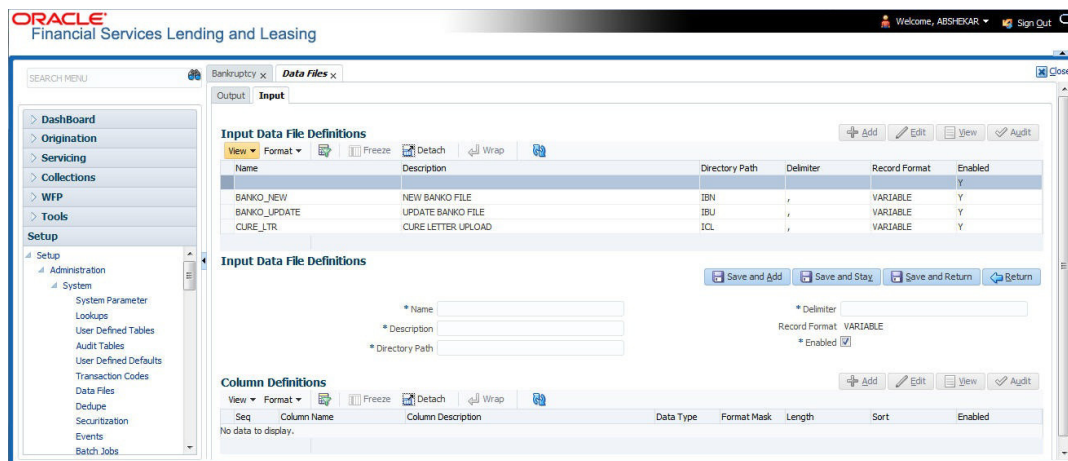 ORACLE
Financial Services Lending and Leasing
Welcome, ABSHEKAR Sign Out
SEARCH MENU
Bankruptcy x Data Files x
Close
Output Input
DashBoard
Origination
Servicing
Collections
WFP
Tools
Setup
Setup
Administration
System
System Parameter
Lookups
User Defined Tables
Audit Tables
User Defined Defaults
Transaction Codes
Data Files
Dedupe
Securitization
Events
Batch Jobs
Input Data File Definitions
Add Edit View Audit
View Format Freeze Detach Wrap
Name Description Directory Path Delimiter Record Format Enabled
Y
BANKO_NEW NEW BANKO FILE IBN , VARIABLE Y
BANKO_UPDATE UPDATE BANKO FILE IBU , VARIABLE Y
CURE_LTR CURE LETTER UPLOAD ICL , VARIABLE Y
Input Data File Definitions
Save and Add Save and Stay Save and Return Return
* Name
* Description
* Directory Path
* Delimiter
Record Format VARIABLE
* Enabled
Column Definitions
Add Edit View Audit
View Format Freeze Detach Wrap
Seq Column Name Column Description Data Type Format Mask Length Sort Enabled
No data to display.